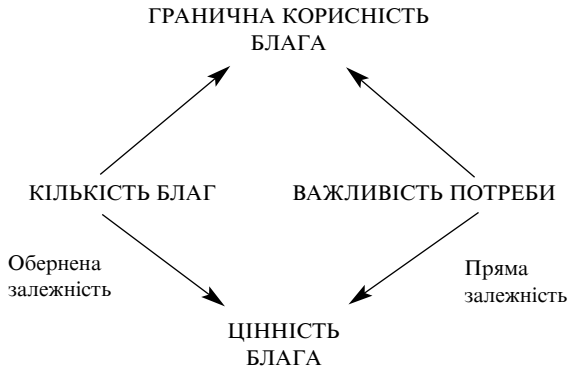 ГРАНИЧНА КОРИСНІСТЬ
БЛАГА
КІЛЬКІСТЬ БЛАГ
ВАЖЛИВІСТЬ ПОТРЕБИ
Обернена
залежність
Пряма
залежність
ЦІННІСТЬ
БЛАГА